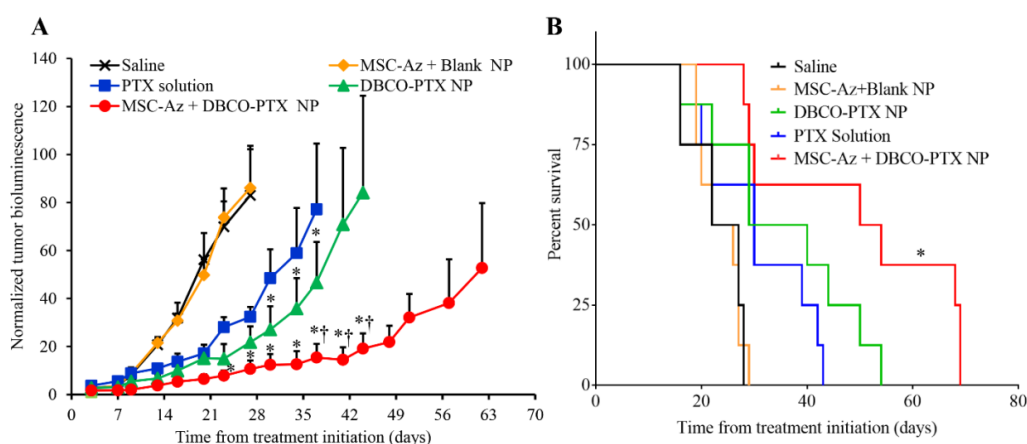 A
Saline
MSC-Az + Blank NP
PTX solution
DBCO-PTX NP
MSC-Az + DBCO-PTX NP
Normalized tumor bioluminescence
140
120
100
80
60
40
20
0
*
*
*
*
*
*
*†
*†
*†
0 7 14 21 28 35 42 49 56 63 70
Time from treatment initiation (days)
B
Saline
MSC-Az+Blank NP
DBCO-PTX NP
PTX Solution
MSC-Az + DBCO-PTX NP
Percent survival
100
75
50
25
0
*
0 20 40 60 80
Time from treatment initiation (days)